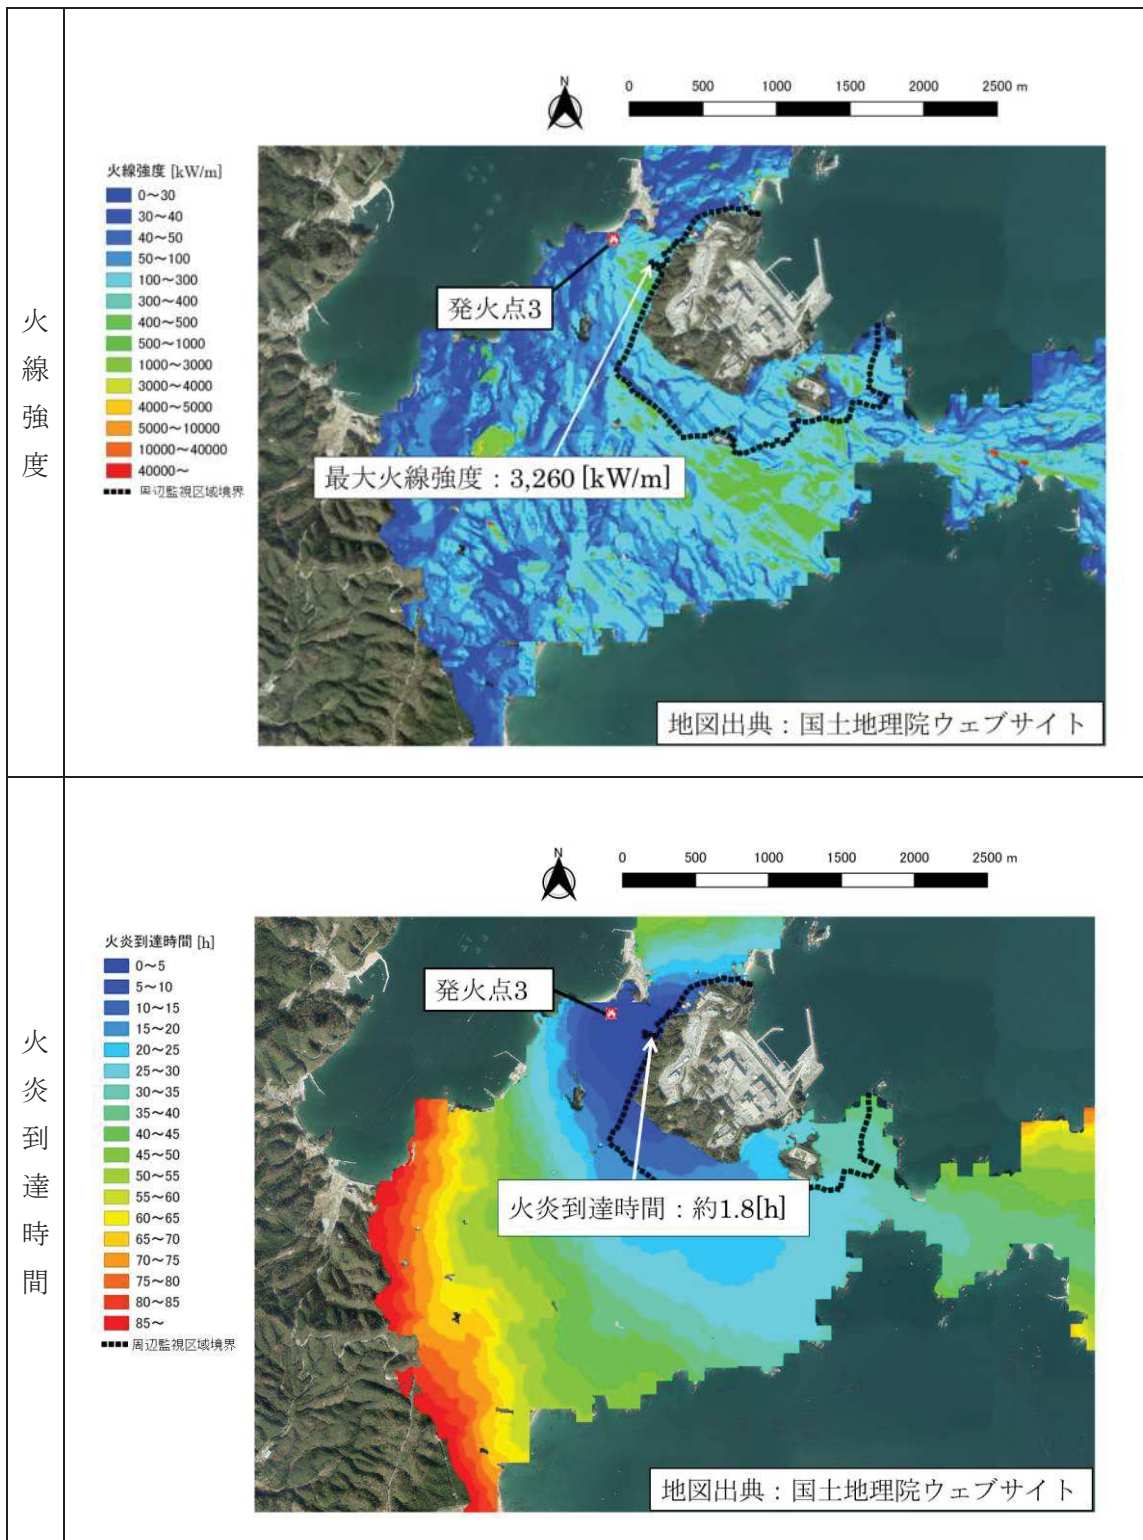 火線強度
N
0 500 1000 1500 2000 2500 m
火線強度 [kW/m]
0~30
30~40
40~50
50~100
100~300
300~400
400~500
500~1000
1000~3000
3000~4000
4000~5000
5000~10000
10000~40000
40000~
周辺監視区域境界
発火点3
最大火線強度：3,260 [kW/m]
地図出典：国土地理院ウェブサイト
火炎到達時間
N
0 500 1000 1500 2000 2500 m
火炎到達時間 [h]
0~5
5~10
10~15
15~20
20~25
25~30
30~35
35~40
40~45
45~50
50~55
55~60
60~65
65~70
70~75
75~80
80~85
85~
周辺監視区域境界
発火点3
火炎到達時間：約1.8[h]
地図出典：国土地理院ウェブサイト